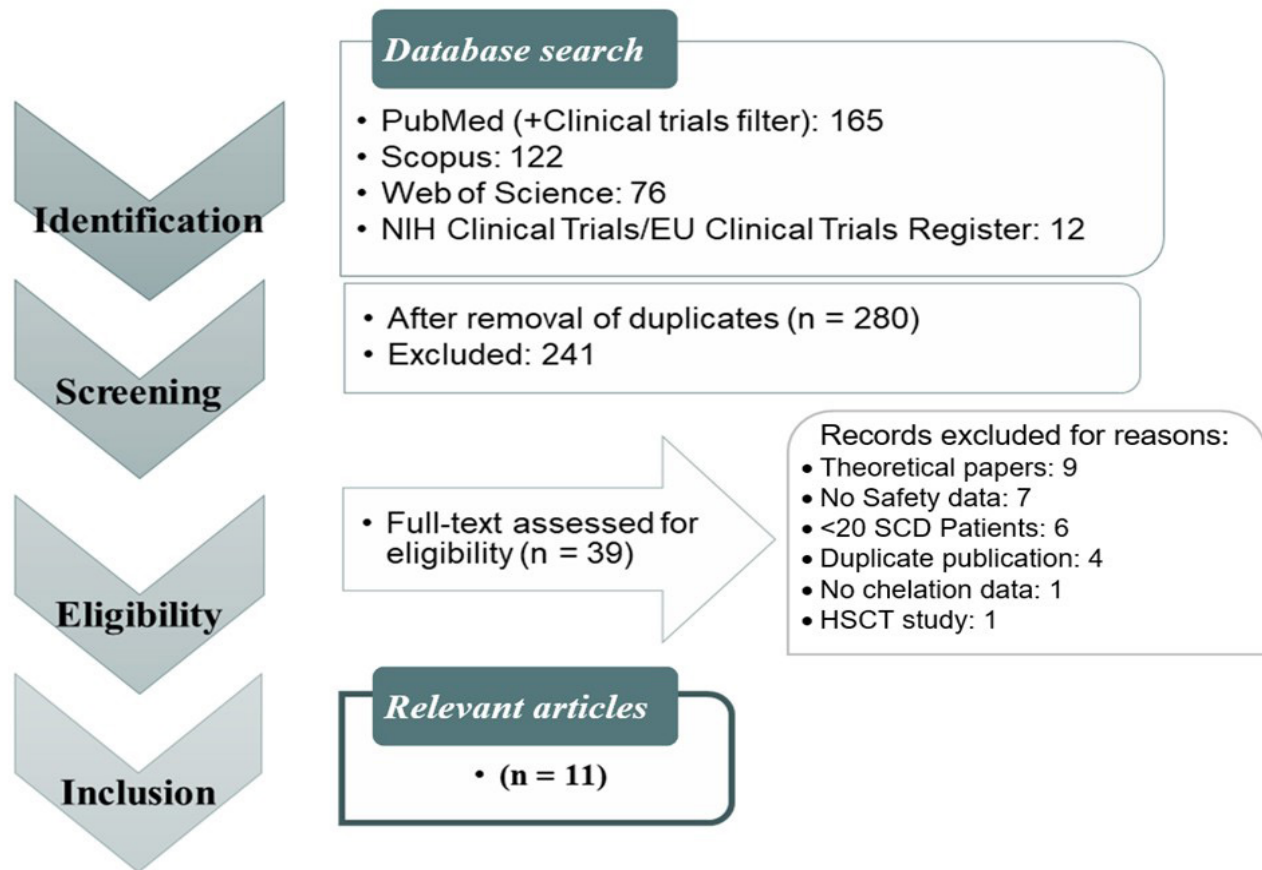 Database search
• PubMed (+Clinical trials filter): 165
• Scopus: 122
• Web of Science: 76
• NIH Clinical Trials/EU Clinical Trials Register: 12
Identification
• After removal of duplicates (n = 280)
• Excluded: 241
Screening
• Full-text assessed for
eligibility (n = 39)
Records excluded for reasons:
• Theoretical papers: 9
• No Safety data: 7
• <20 SCD Patients: 6
• Duplicate publication: 4
• No chelation data: 1
• HSCT study: 1
Eligibility
Relevant articles
• (n = 11)
Inclusion